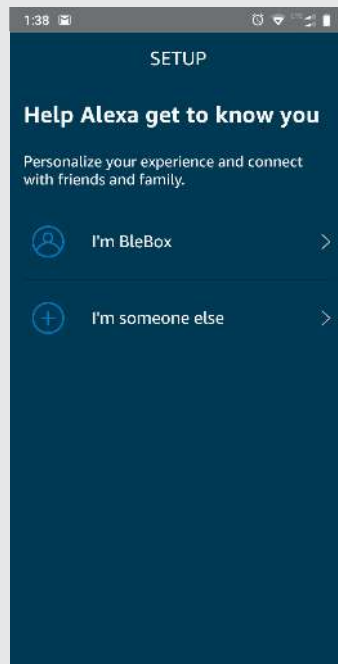 1:38
SETUP
Help Alexa get to know you
Personalize your experience and connect
with friends and family.
I'm BleBox
I'm someone else